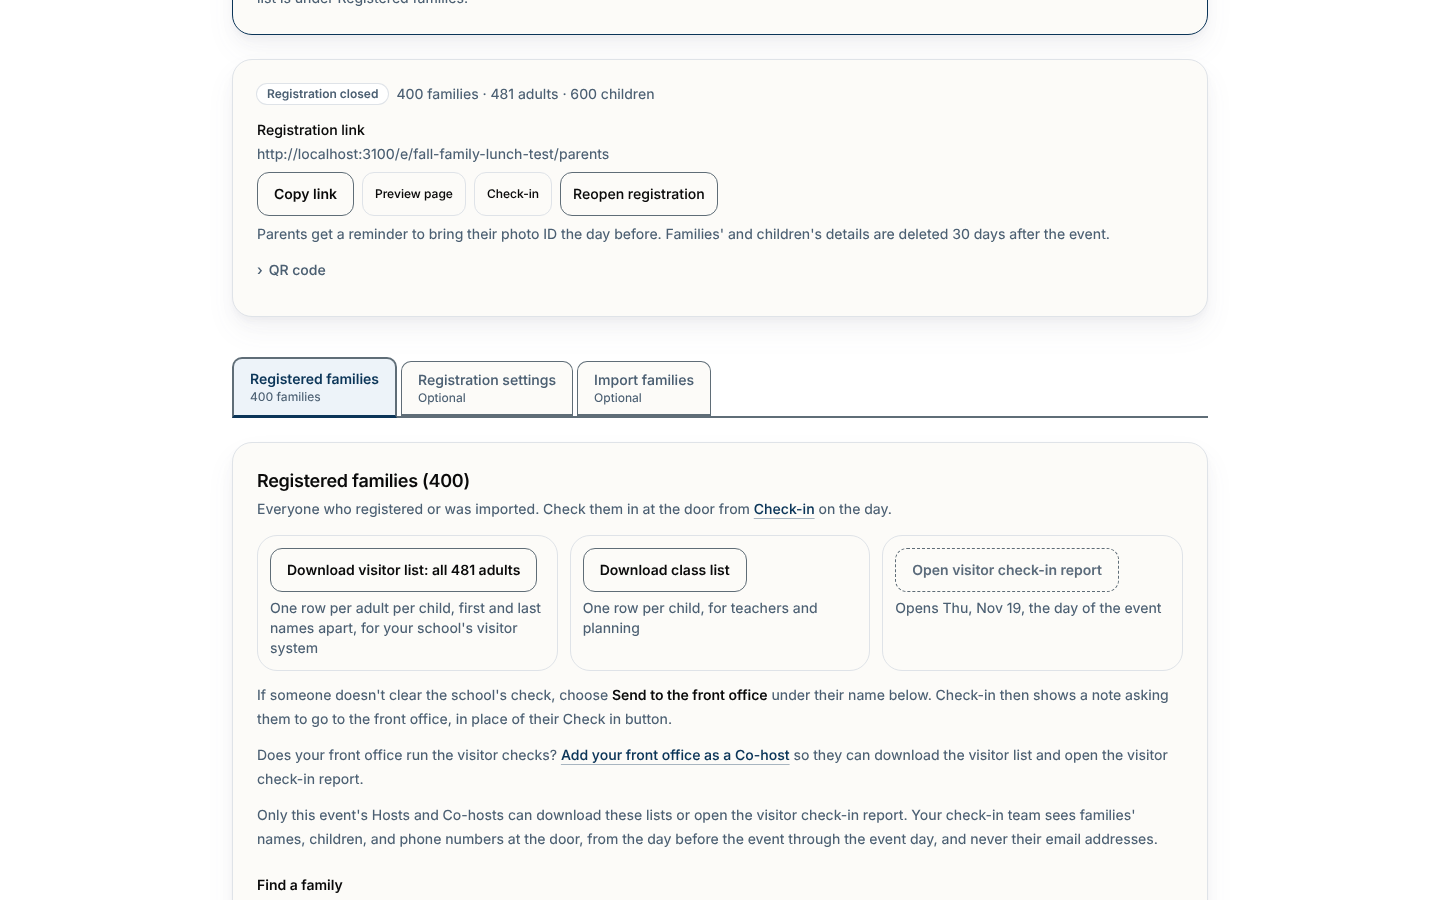 list is under Registered families.
Registration closed 400 families · 481 adults · 600 children
Registration link
http://localhost:3100/e/fall-family-lunch-test/parents
Copy link Preview page Check-in Reopen registration
Parents get a reminder to bring their photo ID the day before. Families' and children's details are deleted 30 days after the event.
› QR code
Registered families
400 families
Registration settings
Optional
Import families
Optional
Registered families (400)
Everyone who registered or was imported. Check them in at the door from Check-in on the day.
Download visitor list: all 481 adults
One row per adult per child, first and last
names apart, for your school's visitor
system
Download class list
One row per child, for teachers and
planning
Open visitor check-in report
Opens Thu, Nov 19, the day of the event
If someone doesn't clear the school's check, choose Send to the front office under their name below. Check-in then shows a note asking
them to go to the front office, in place of their Check in button.
Does your front office run the visitor checks? Add your front office as a Co-host so they can download the visitor list and open the visitor
check-in report.
Only this event's Hosts and Co-hosts can download these lists or open the visitor check-in report. Your check-in team sees families'
names, children, and phone numbers at the door, from the day before the event through the event day, and never their email addresses.
Find a family